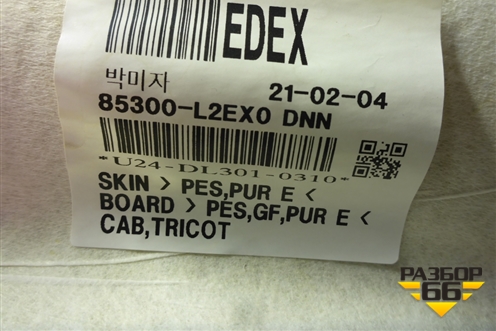 EDEX
박미자 21-02-04
85300-L2EX0 DNN
*U24-DL301-0310*
SKIN > PES,PUR E <
BOARD > PES,GF,PUR E <
CAB,TRICOT
РАЗБОР
66